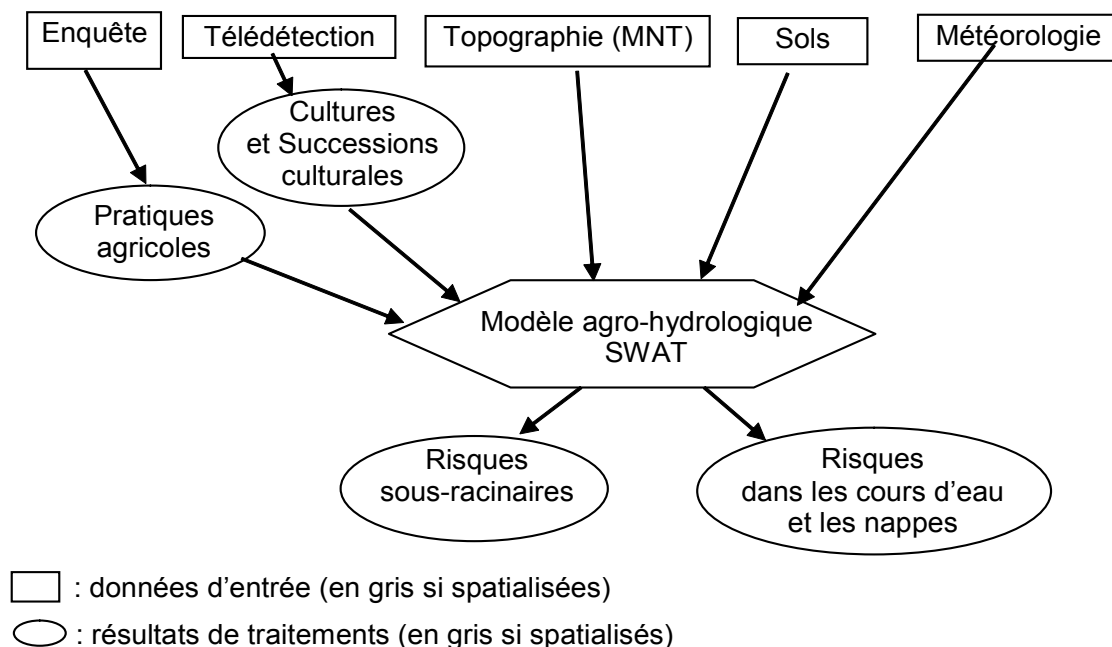 Enquête
Télédétection
Topographie (MNT)
Sols
Météorologie
Cultures
et Successions
culturales
Pratiques
agricoles
Modèle agro-hydrologique
SWAT
Risques
sous-racinaires
Risques
dans les cours d'eau
et les nappes
: données d'entrée (en gris si spatialisées)
: résultats de traitements (en gris si spatialisés)